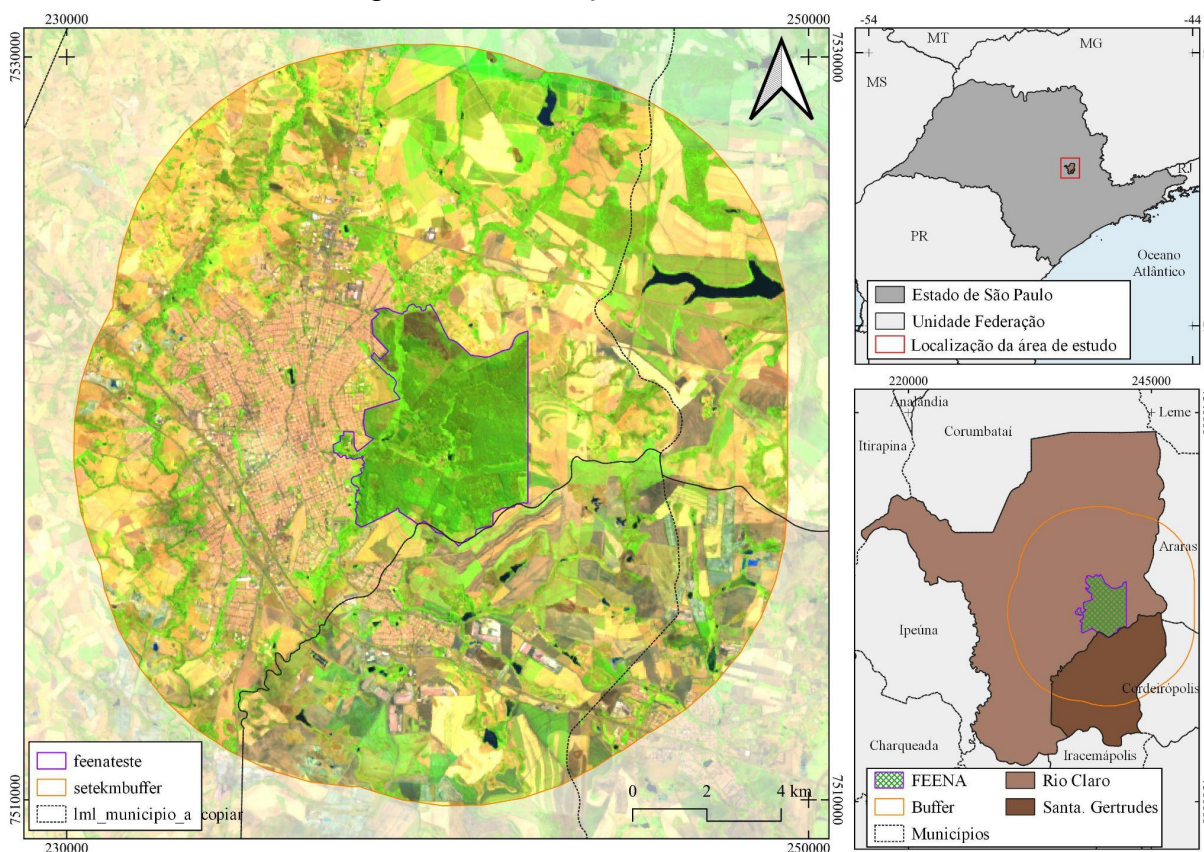 230000
250000
7530000
7530000
7510000
7510000
230000
250000
feenateste
setekmbuffer
lml_municipio_a_copiar
0 2 4 km
-54
-44
MT
MG
MS
RJ
PR
Oceano
Atlântico
Estado de São Paulo
Unidade Federação
Localização da área de estudo
220000
245000
Analândia
Leme
Corumbataí
Itirapina
Araras
Ipeúna
Cordeirópolis
Charqueada
Iracemápolis
FEENA
Rio Claro
Buffer
Santa. Gertrudes
Municípios